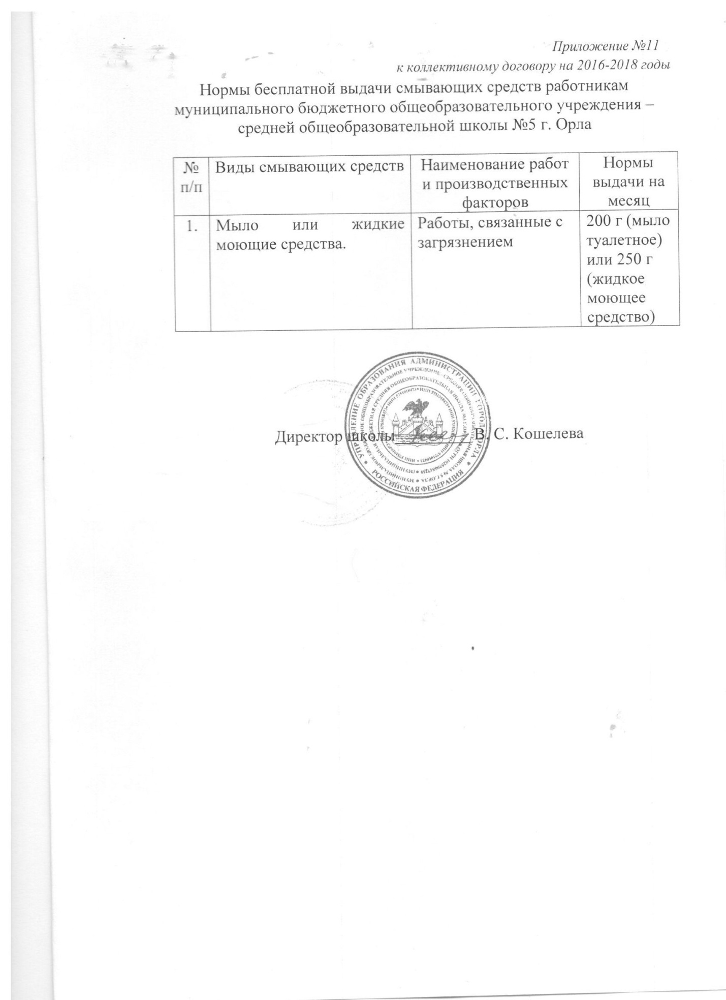 Приложение №11
к коллективному договору на 2016-2018 годы
Нормы бесплатной выдачи смывающих средств работникам
муниципального бюджетного общеобразовательного учреждения –
средней общеобразовательной школы №5 г. Орла
№ п/п
Виды смывающих средств
Наименование работ
и производственных
факторов
Нормы
выдачи на
месяц
1.
Мыло или жидкие
моющие средства.
Работы, связанные с
загрязнением
200 г (мыло
туалетное)
или 250 г
(жидкое
моющее
средство)
УПРАВЛЕНИЕ ОБРАЗОВАНИЯ АДМИНИСТРАЦИИ ГОРОДА ОРЛА
РОССИЙСКАЯ ФЕДЕРАЦИЯ
Директор школы В. С. Кошелева